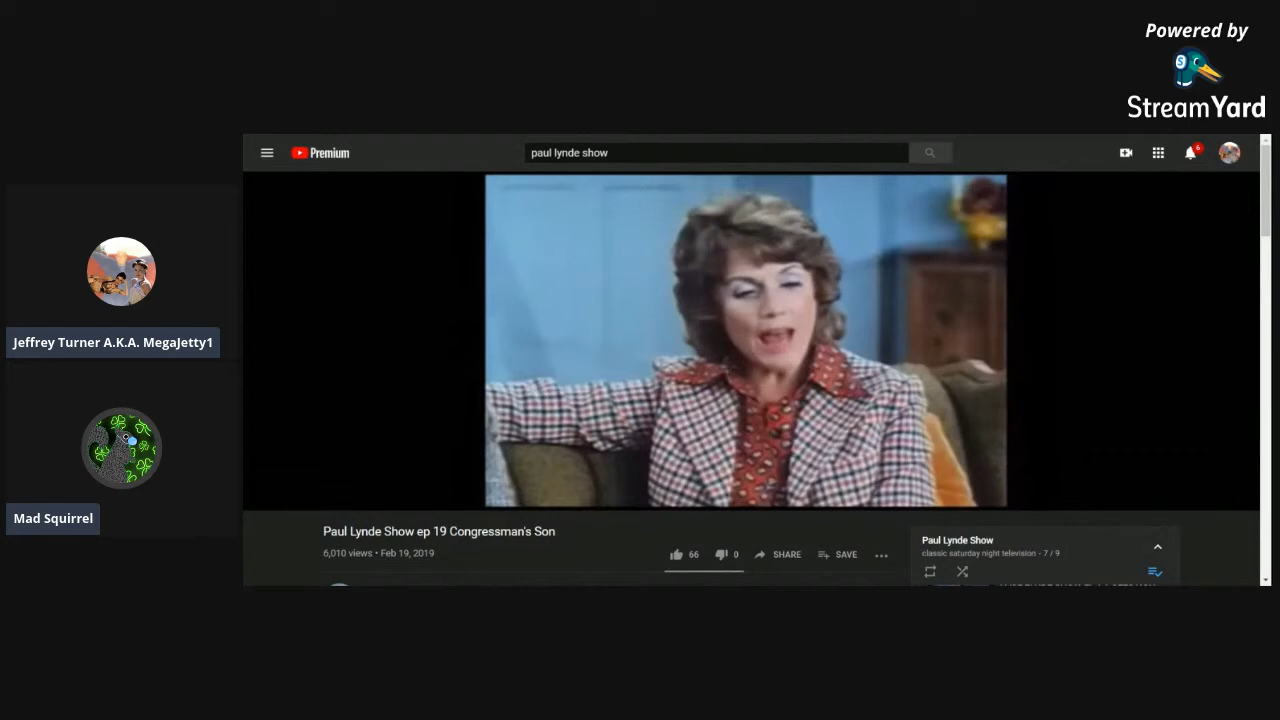 Powered by
StreamYard
Premium
paul lynde show
6
Jeffrey Turner A.K.A. MegaJetty1
Mad Squirrel
Paul Lynde Show ep 19 Congressman's Son
6,010 views • Feb 19, 2019
66
0
SHARE
SAVE
Paul Lynde Show
classic saturday night television - 7 / 9